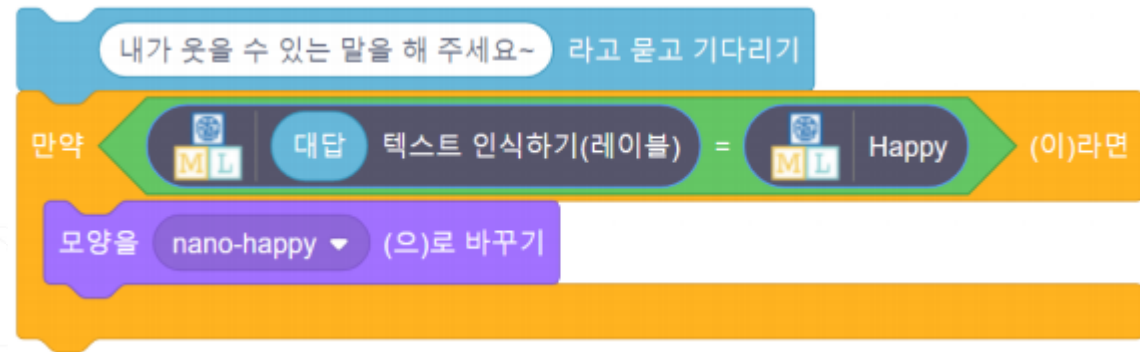 내가 웃을 수 있는 말을 해 주세요~ 라고 묻고 기다리기
만약 ML 대답 텍스트 인식하기(레이블) = ML Happy (이)라면
모양을 nano-happy (으)로 바꾸기